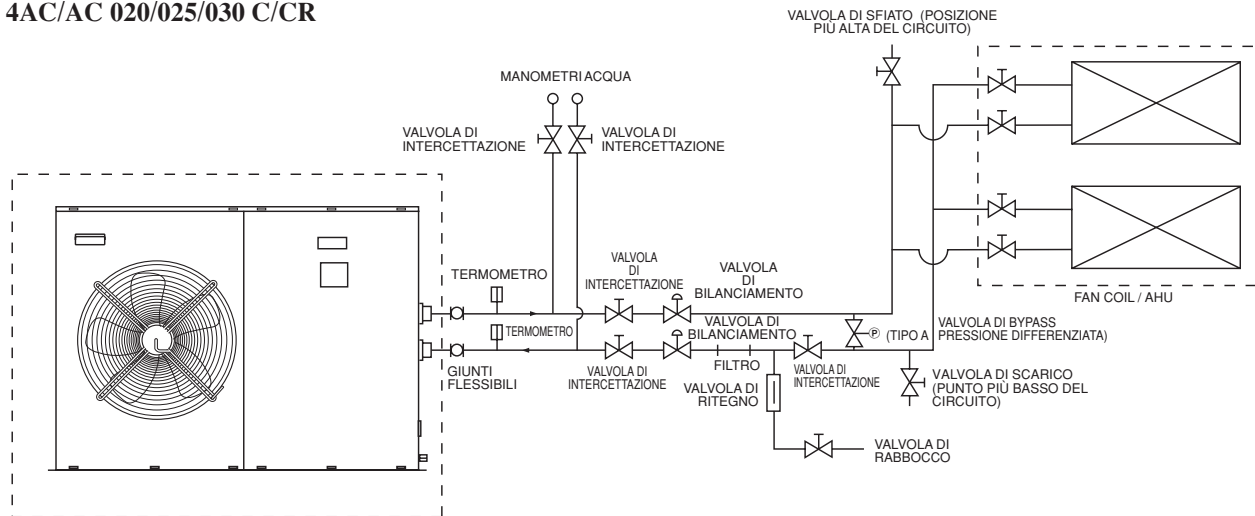 4AC/AC 020/025/030 C/CR
VALVOLA DI SFIATO (POSIZIONE
PIÙ ALTA DEL CIRCUITO)
MANOMETRI ACQUA
VALVOLA DI
INTERCETTAZIONE
VALVOLA DI
INTERCETTAZIONE
TERMOMETRO
VALVOLA
DI
INTERCETTAZIONE
VALVOLA
DI
BILANCIAMENTO
FAN COIL / AHU
TERMOMETRO
VALVOLA DI
BILANCIAMENTO
P
(TIPO A
VALVOLA DI BYPASS
PRESSIONE DIFFERENZIATA)
GIUNTI
FLESSIBILI
VALVOLA DI
INTERCETTAZIONE
FILTRO
VALVOLA DI
RITEGNO
VALVOLA DI
INTERCETTAZIONE
VALVOLA DI SCARICO
(PUNTO PIÙ BASSO DEL
CIRCUITO)
VALVOLA DI
RABBOCCO